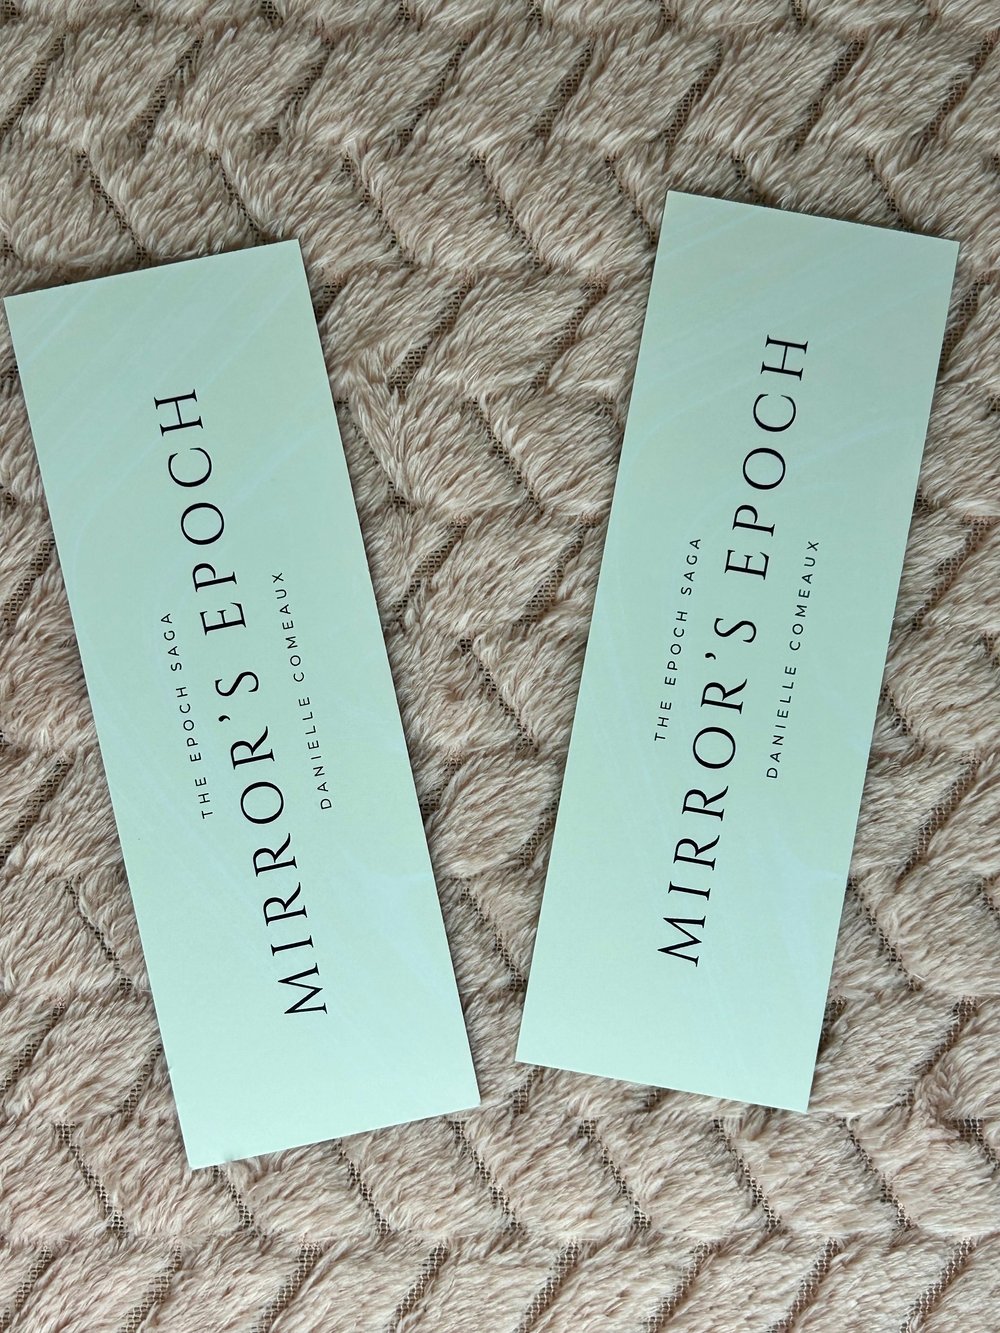 THE EPOCH SAGA
MIRROR'S EPOCH
DANIELLE COMEAUX
THE EPOCH SAGA
MIRROR'S EPOCH
DANIELLE COMEAUX